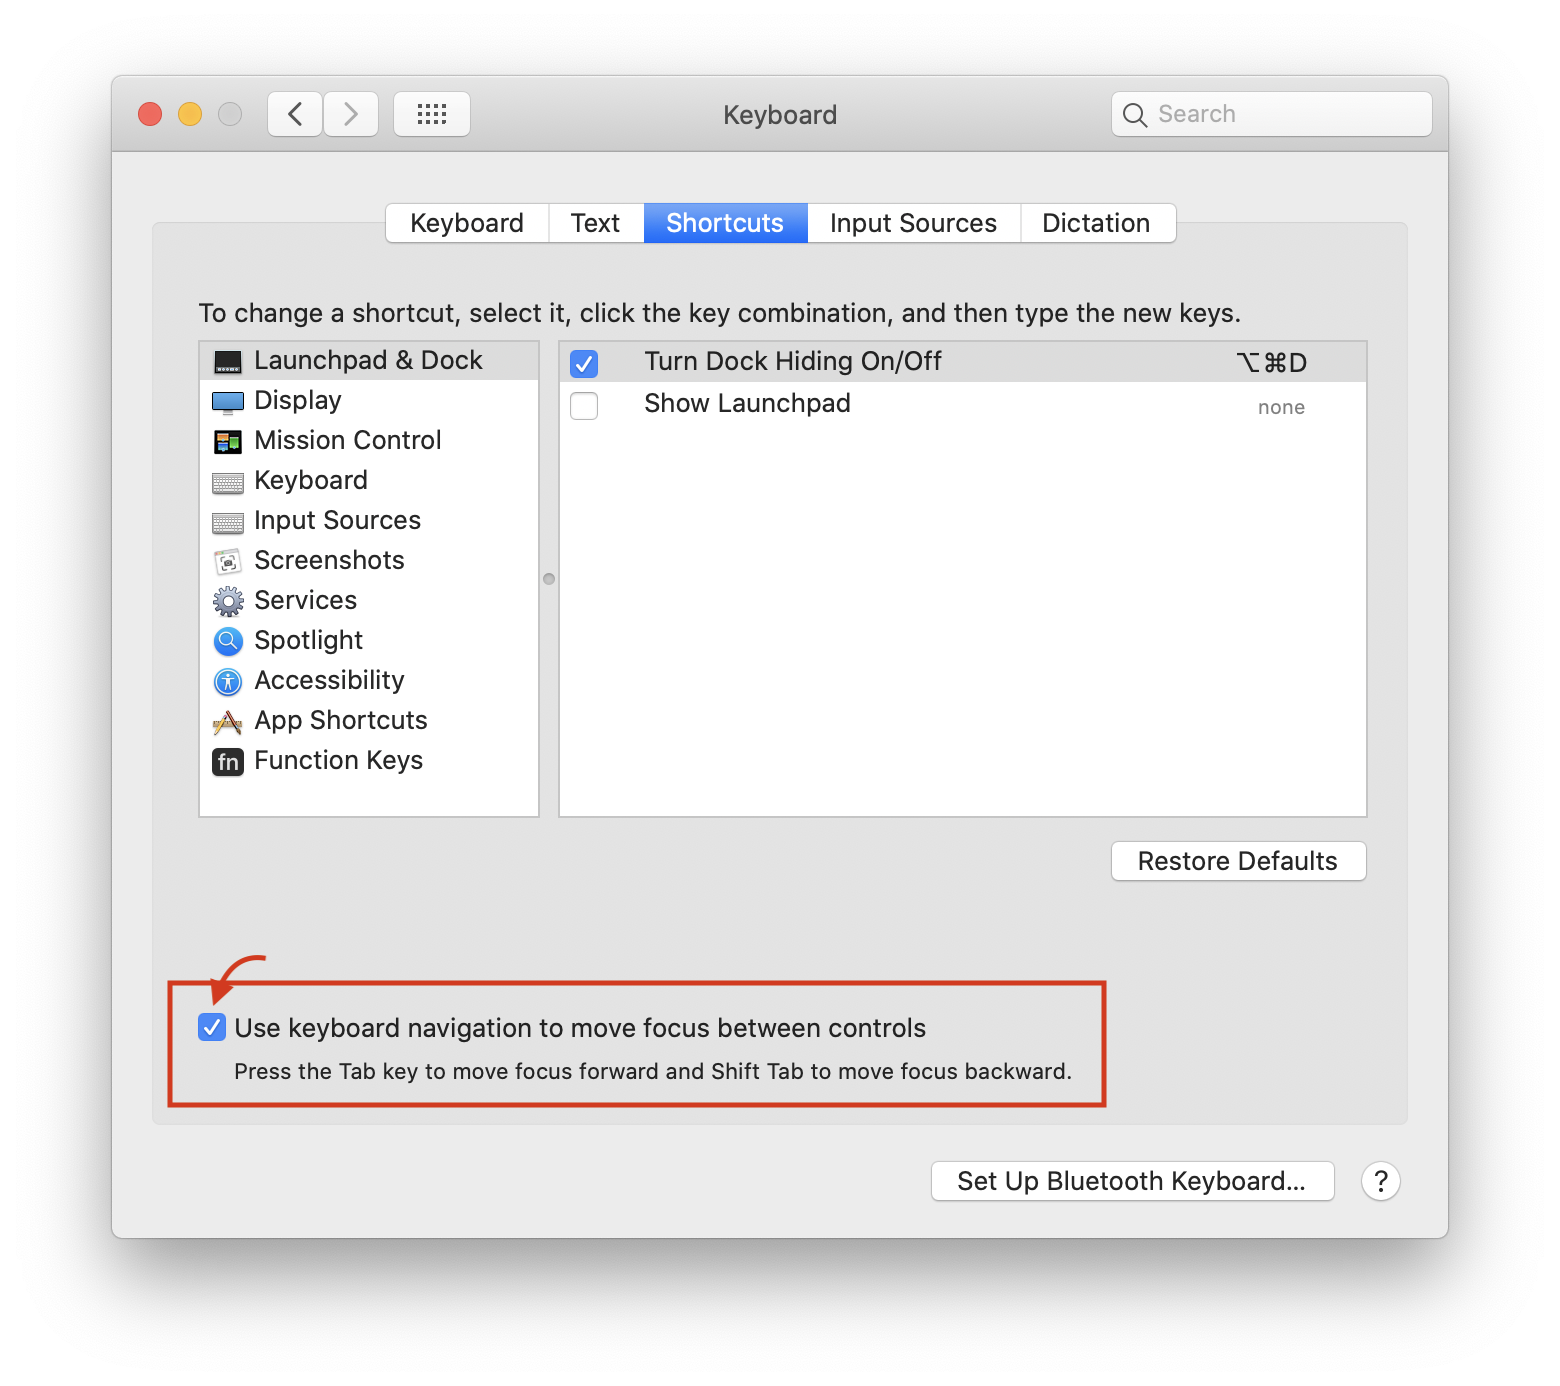 Keyboard
Search
Keyboard Text Shortcuts Input Sources Dictation
To change a shortcut, select it, click the key combination, and then type the new keys.
Launchpad & Dock
Display
Mission Control
Keyboard
Input Sources
Screenshots
Services
Spotlight
Accessibility
App Shortcuts
fn Function Keys
Turn Dock Hiding On/Off ⌥⌘D
Show Launchpad none
Restore Defaults
Use keyboard navigation to move focus between controls
Press the Tab key to move focus forward and Shift Tab to move focus backward.
Set Up Bluetooth Keyboard... ?